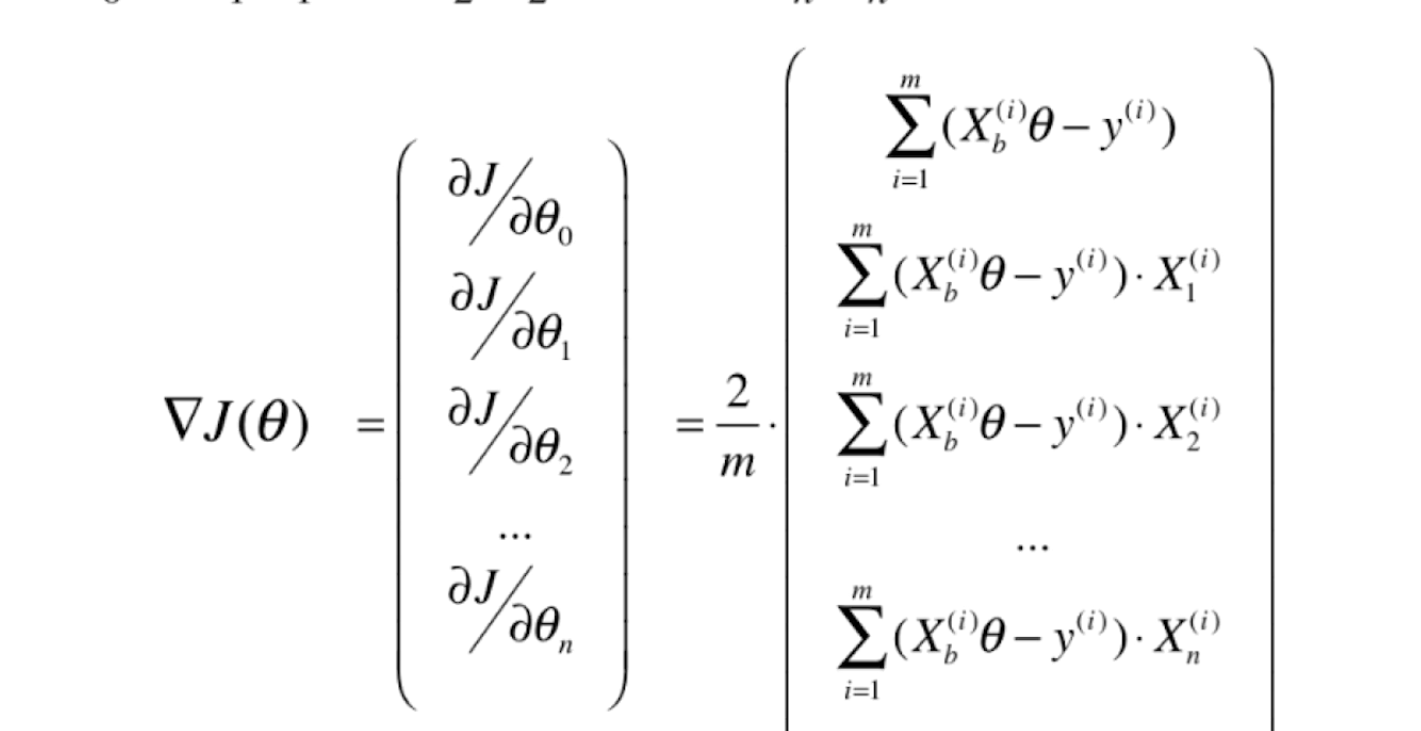 ∇J(θ) = ( ∂J/∂θ₀ ∂J/∂θ₁ ∂J/∂θ₂ ... ∂J/∂θₙ ) = 2/m · (
∑_{i=1}^{m} (X_b^{(i)}θ − y^{(i)})
∑_{i=1}^{m} (X_b^{(i)}θ − y^{(i)}) · X_1^{(i)}
∑_{i=1}^{m} (X_b^{(i)}θ − y^{(i)}) · X_2^{(i)}
...
∑_{i=1}^{m} (X_b^{(i)}θ − y^{(i)}) · X_n^{(i)}
)